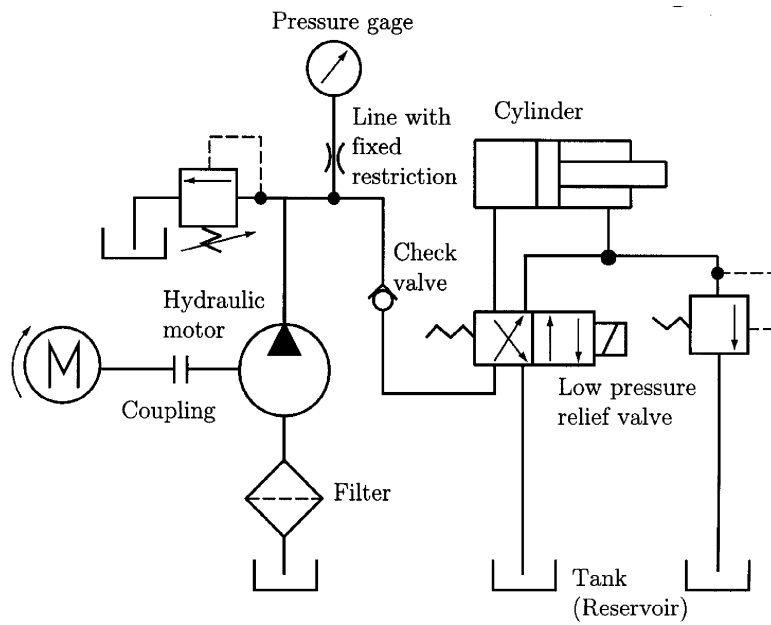 Pressure gage
Line with
fixed
restriction
Cylinder
Check
valve
Hydraulic
motor
M
Coupling
Low pressure
relief valve
Filter
Tank
(Reservoir)